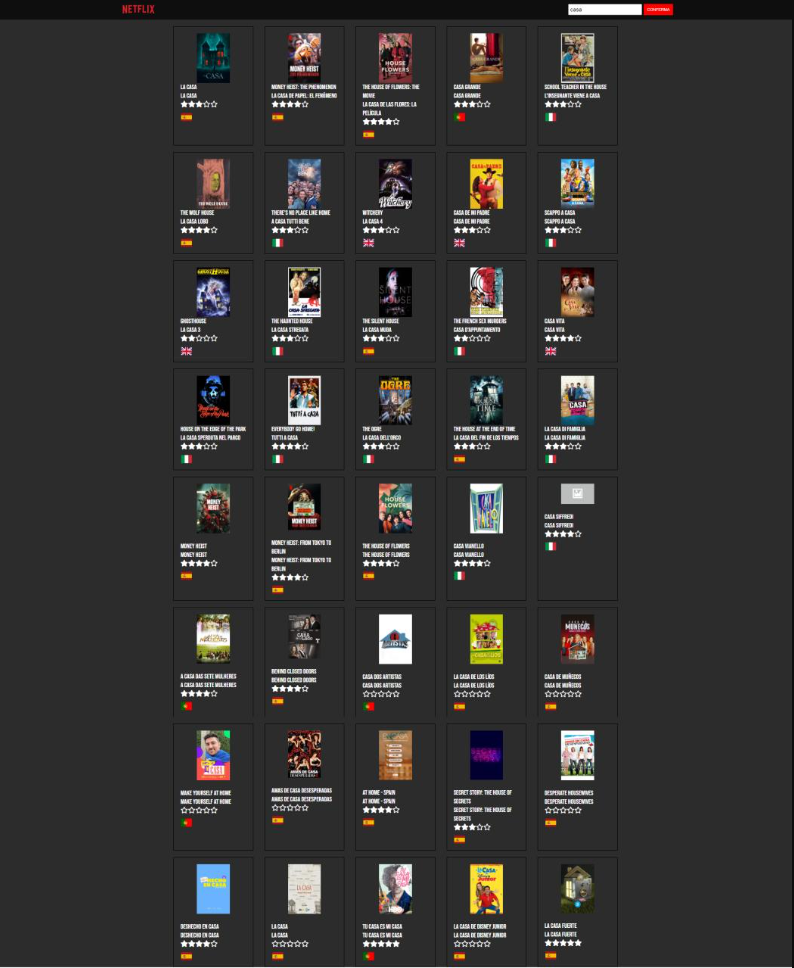 NETFLIX
casa
CONFERMA
LA CASA
LA CASA
MONEY HEIST: THE PHENOMENON
LA CASA DE PAPEL: EL FENÓMENO
THE HOUSE OF FLOWERS: THE
MOVIE
LA CASA DE LAS FLORES: LA
PELÍCULA
CASA GRANDE
CASA GRANDE
SCHOOL TEACHER IN THE HOUSE
L'INSEGNANTE VIENE A CASA
THE WOLF HOUSE
LA CASA LOBO
THERE'S NO PLACE LIKE HOME
A CASA TUTTI BENE
WITCHERY
LA CASA 4
CASA DE MI PADRE
CASA DE MI PADRE
SCAPPO A CASA
SCAPPO A CASA
GHOSTHOUSE
LA CASA 3
THE HAUNTED HOUSE
LA CASA STREGATA
THE SILENT HOUSE
LA CASA MUDA
THE FRENCH SEX MURDERS
CASA D'APPUNTAMENTO
CASA VITA
CASA VITA
HOUSE ON THE EDGE OF THE PARK
LA CASA SPERDUTA NEL PARCO
EVERYBODY GO HOME!
TUTTI A CASA
THE OGRE
LA CASA DELL'ORCO
THE HOUSE AT THE END OF TIME
LA CASA DEL FIN DE LOS TIEMPOS
LA CASA DI FAMIGLIA
LA CASA DI FAMIGLIA
MONEY HEIST
MONEY HEIST
MONEY HEIST: FROM TOKYO TO
BERLIN
MONEY HEIST: FROM TOKYO TO
BERLIN
THE HOUSE OF FLOWERS
THE HOUSE OF FLOWERS
CASA VIANELLO
CASA VIANELLO
CASA SIFFREDI
CASA SIFFREDI
A CASA DAS SETE MULHERES
A CASA DAS SETE MULHERES
BEHIND CLOSED DOORS
BEHIND CLOSED DOORS
CASA DOS ARTISTAS
CASA DOS ARTISTAS
LA CASA DE LOS LÍOS
LA CASA DE LOS LÍOS
CASA DE MUÑECOS
CASA DE MUÑECOS
MAKE YOURSELF AT HOME
MAKE YOURSELF AT HOME
AMAS DE CASA DESESPERADAS
AMAS DE CASA DESESPERADAS
AT HOME - SPAIN
AT HOME - SPAIN
SECRET STORY: THE HOUSE OF
SECRETS
SECRET STORY: THE HOUSE OF
SECRETS
DESPERATE HOUSEWIVES
DESPERATE HOUSEWIVES
DESHECHO EN CASA
DESHECHO EN CASA
LA CASA
LA CASA
TU CASA ES MI CASA
TU CASA ES MI CASA
LA CASA DE DISNEY JUNIOR
LA CASA DE DISNEY JUNIOR
LA CASA FUERTE
LA CASA FUERTE